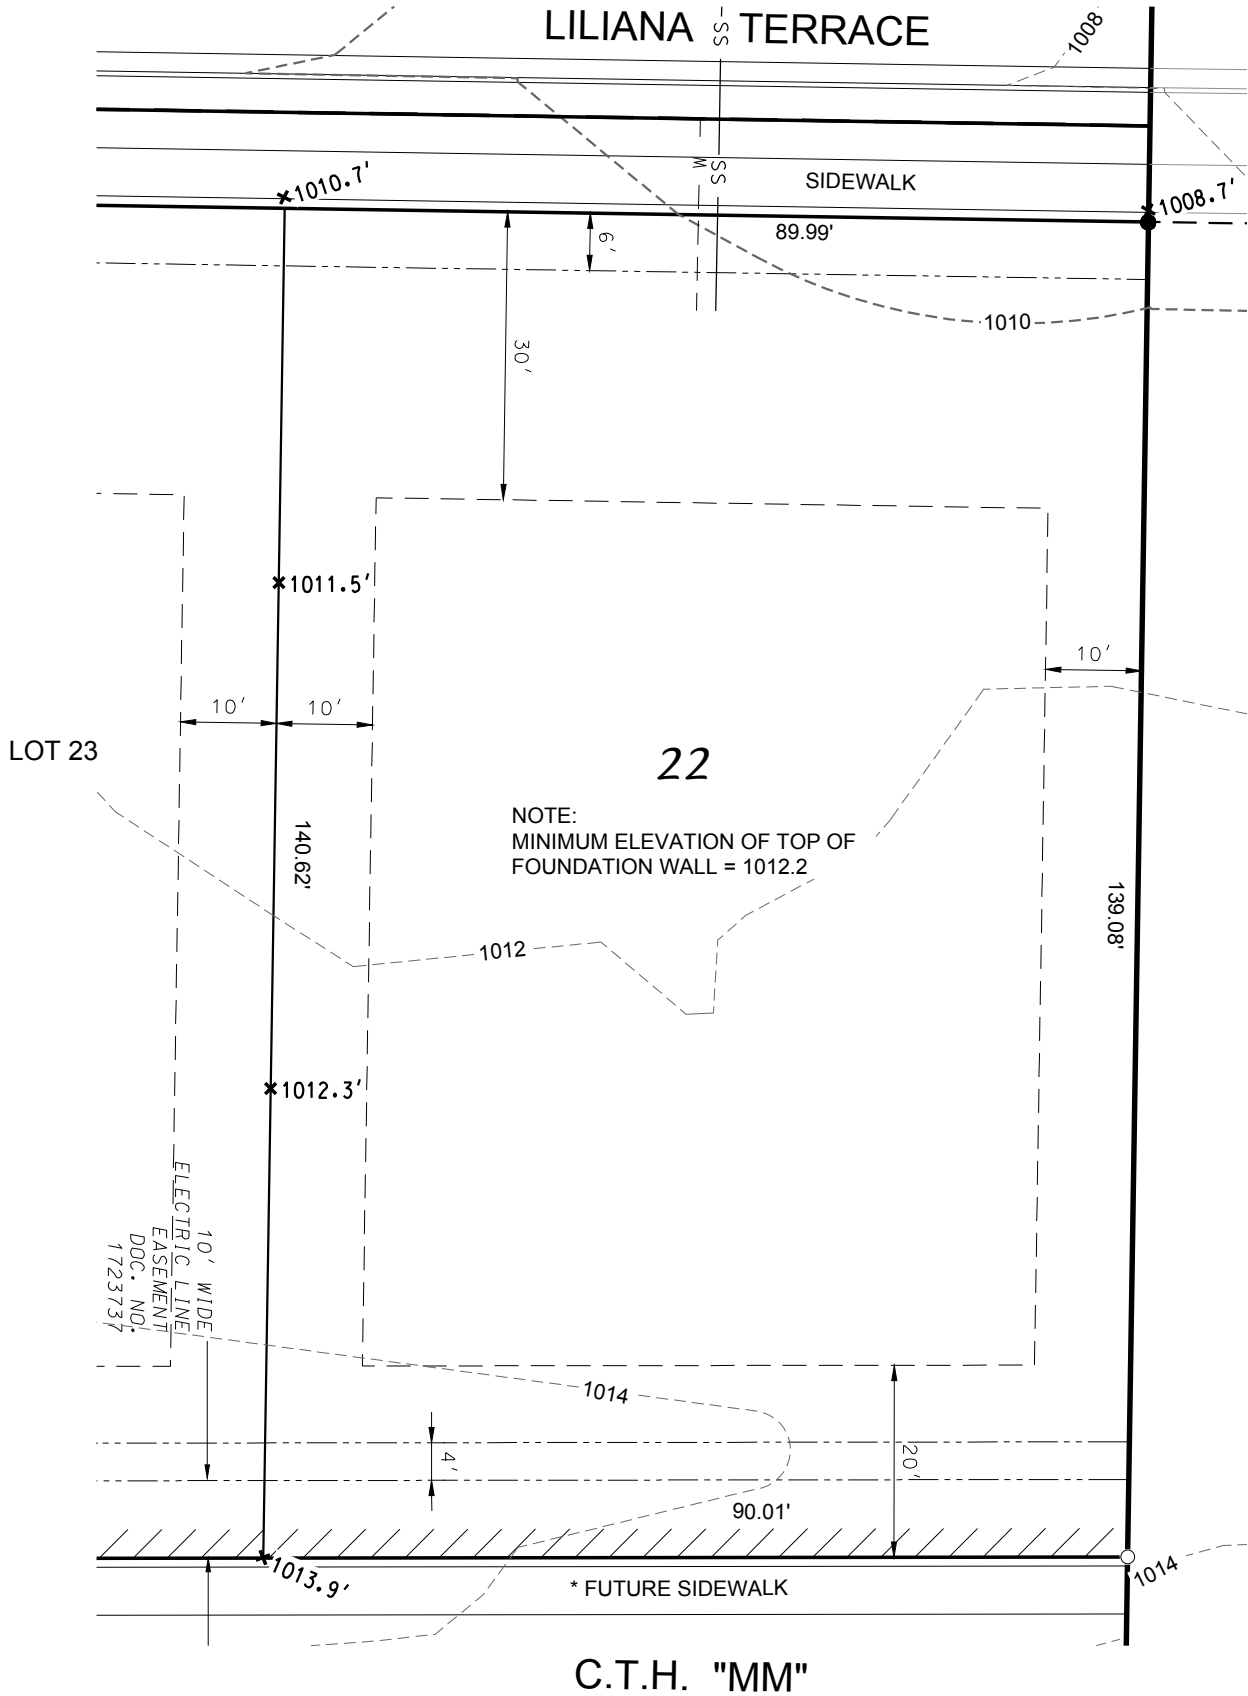 LILIANA TERRACE
SS
1008
W
SS
SIDEWALK
1010.7'
1008.7'
89.99'
6'
1010
30'
1011.5'
10'
10'
10'
LOT 23
22
NOTE:
MINIMUM ELEVATION OF TOP OF
FOUNDATION WALL = 1012.2
140.62'
139.08'
1012
1012.3'
10' WIDE
ELECTRIC LINE
EASEMENT
DOC. NO.
1723737
1014
4'
20'
90.01'
1013.9'
* FUTURE SIDEWALK
1014
C.T.H. "MM"